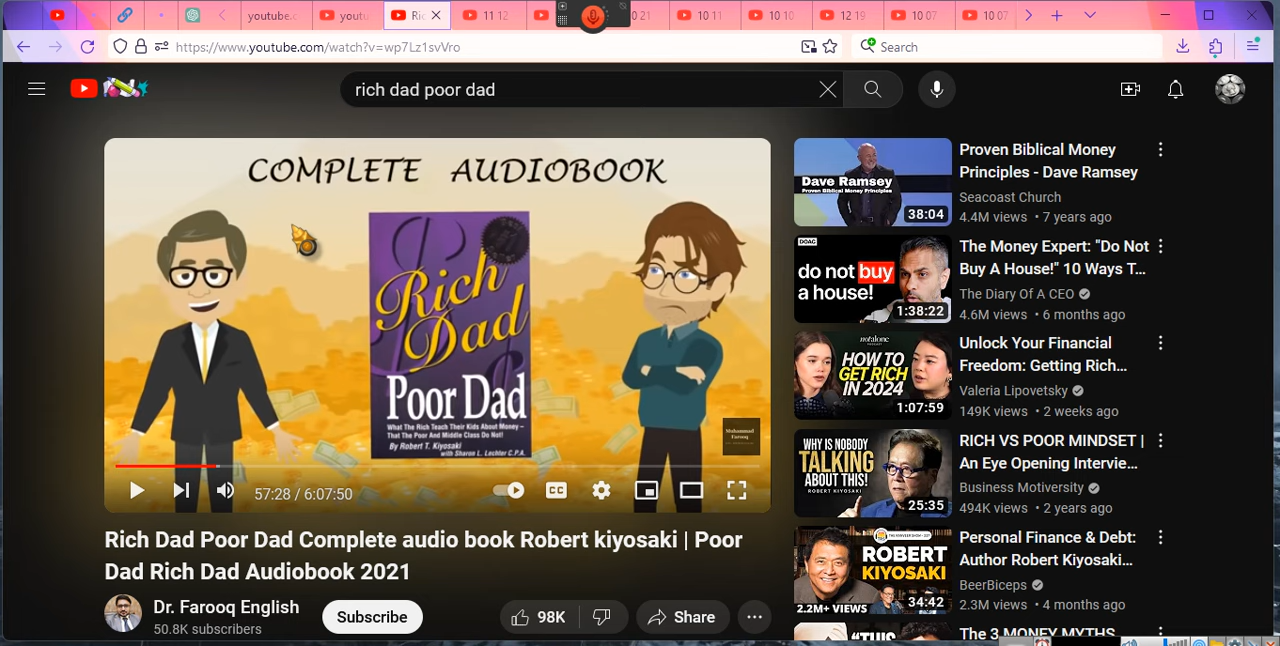 youtube.c
youtu
Ric
11 12
0 21
10 11
10 10
12 19
10 07
10 07
https://www.youtube.com/watch?v=wp7Lz1svVro
Search
rich dad poor dad
COMPLETE AUDIOBOOK
Rich
Dad
Poor Dad
What The Rich Teach Their Kids About Money –
That The Poor And Middle Class Do Not!
By Robert T. Kiyosaki
with Sharon L. Lechter C.P.A.
Muhammad
Farooq
57:28 / 6:07:50
CC
Rich Dad Poor Dad Complete audio book Robert kiyosaki | Poor
Dad Rich Dad Audiobook 2021
Dr. Farooq English
50.8K subscribers
Subscribe
98K
Share
Dave Ramsey
Proven Biblical Money Principles
38:04
Proven Biblical Money
Principles - Dave Ramsey
Seacoast Church
4.4M views • 7 years ago
DOAC
do not buy
a house!
1:38:22
The Money Expert: "Do Not
Buy A House!" 10 Ways T...
The Diary Of A CEO
4.6M views • 6 months ago
notalone
HOW TO
GET RICH
IN 2024
1:07:59
Unlock Your Financial
Freedom: Getting Rich...
Valeria Lipovetsky
149K views • 2 weeks ago
WHY IS NOBODY
TALKING
ABOUT THIS!
ROBERT KIYOSAKI
25:35
RICH VS POOR MINDSET |
An Eye Opening Intervie...
Business Motiversity
494K views • 2 years ago
THE RANVEER SHOW
ROBERT
KIYOSAKI
2.2M+ VIEWS
34:42
Personal Finance & Debt:
Author Robert Kiyosaki...
BeerBiceps
2.3M views • 4 months ago
"THIS
The 3 MONEY MYTHS